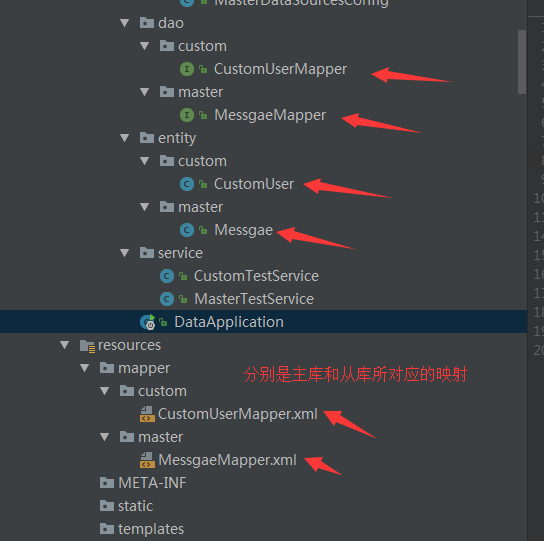 MasterDataSourcesConfig
dao
custom
CustomUserMapper
master
MessgaeMapper
entity
custom
CustomUser
master
Messgae
service
CustomTestService
MasterTestService
DataApplication
resources
mapper
分别是主库和从库所对应的映射
custom
CustomUserMapper.xml
master
MessgaeMapper.xml
META-INF
static
templates